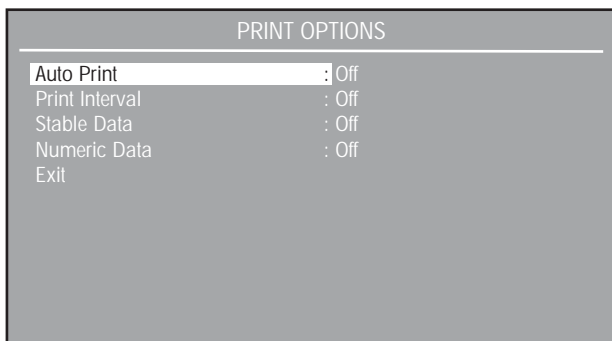 PRINT OPTIONS
Auto Print : Off
Print Interval : Off
Stable Data : Off
Numeric Data : Off
Exit